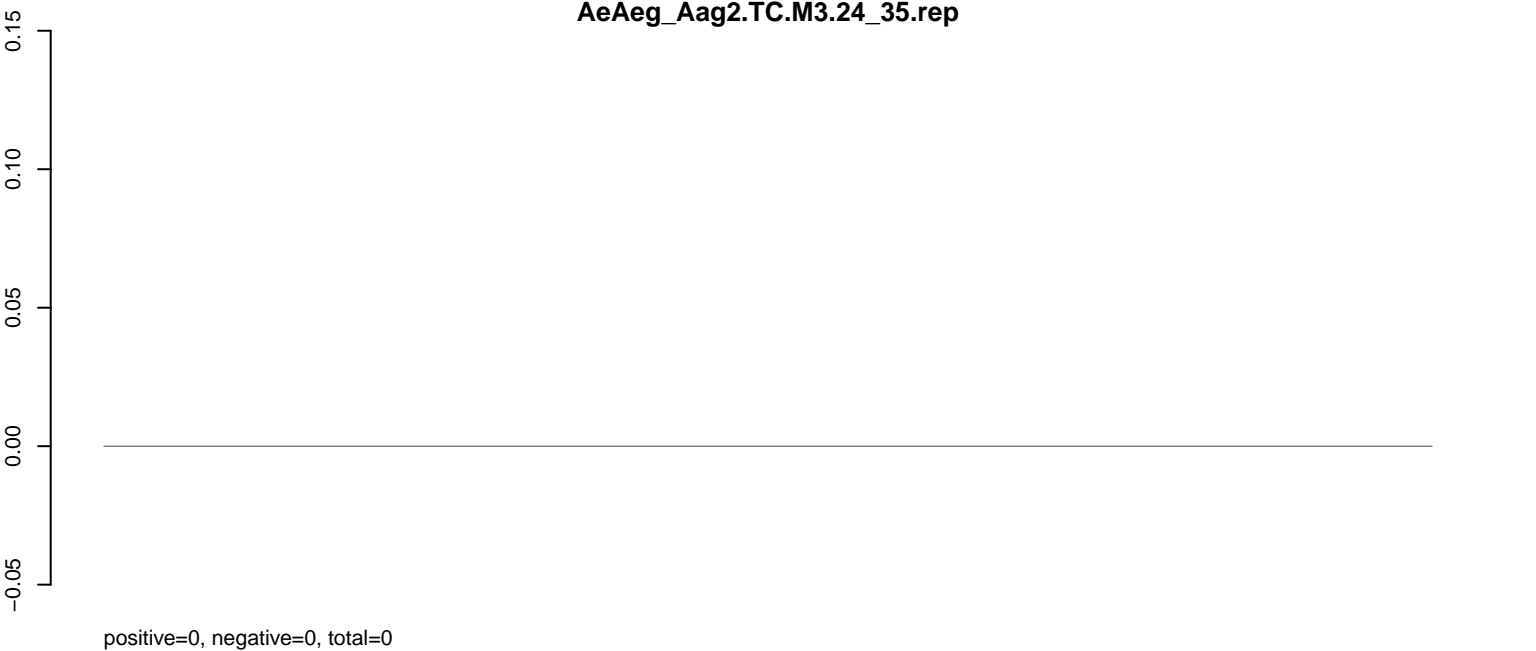 AeAeg_Aag2.TC.M3.24_35.rep
0.15
0.10
0.05
0.00
−0.05
positive=0, negative=0, total=0